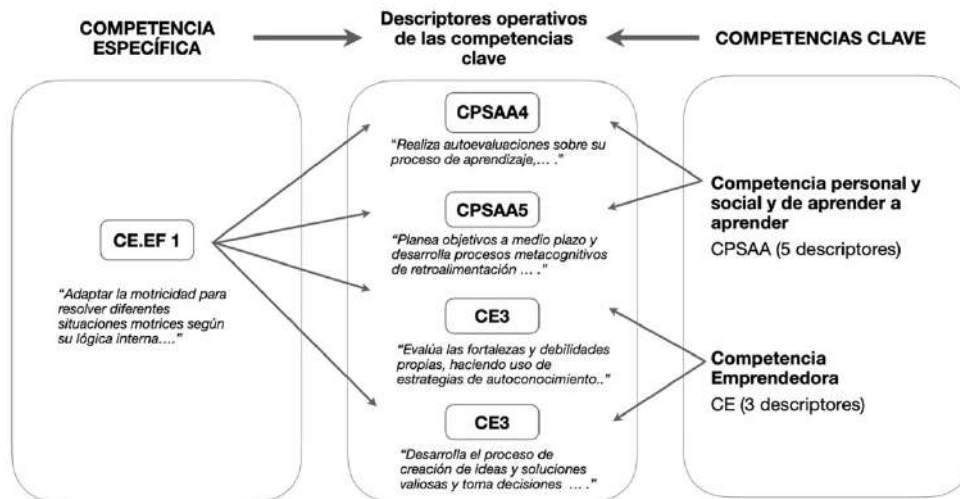 COMPETENCIA
ESPECÍFICA
Descriptores operativos
de las competencias
clave
COMPETENCIAS CLAVE
CE.EF 1
"Adaptar la motricidad para
resolver diferentes
situaciones motrices según
su lógica interna...."
CPSAA4
"Realiza autoevaluaciones sobre su
proceso de aprendizaje,... ."
CPSAA5
"Planea objetivos a medio plazo y
desarrolla procesos metacognitivos
de retroalimentación ... ."
CE3
"Evalúa las fortalezas y debilidades
propias, haciendo uso de
estrategias de autoconocimiento.."
CE3
"Desarrolla el proceso de
creación de ideas y soluciones
valiosas y toma decisiones ... ."
Competencia personal y
social y de aprender a
aprender
CPSAA (5 descriptores)
Competencia
Emprendedora
CE (3 descriptores)